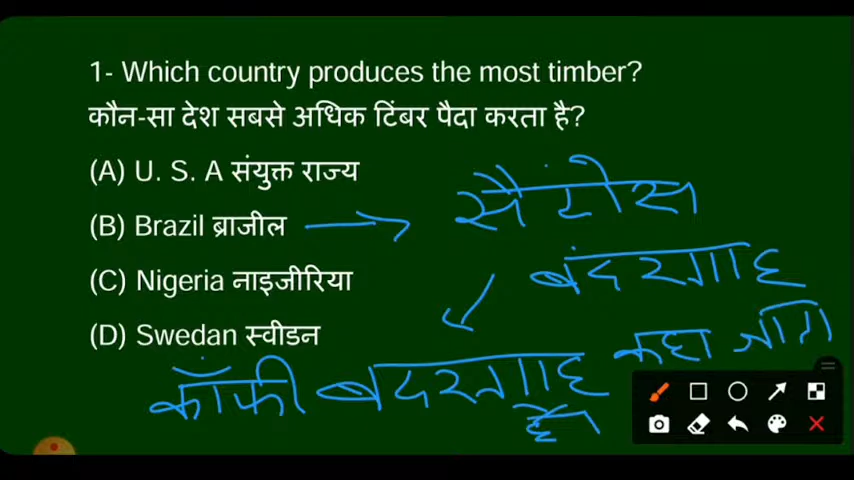 1- Which country produces the most timber?
कौन-सा देश सबसे अधिक टिंबर पैदा करता है?
(A) U. S. A संयुक्त राज्य
(B) Brazil ब्राजील
(C) Nigeria नाइजीरिया
(D) Swedan स्वीडन
सैंटोस
बंदरगाह
कॉफी बंदरगाह कहा जाता
है